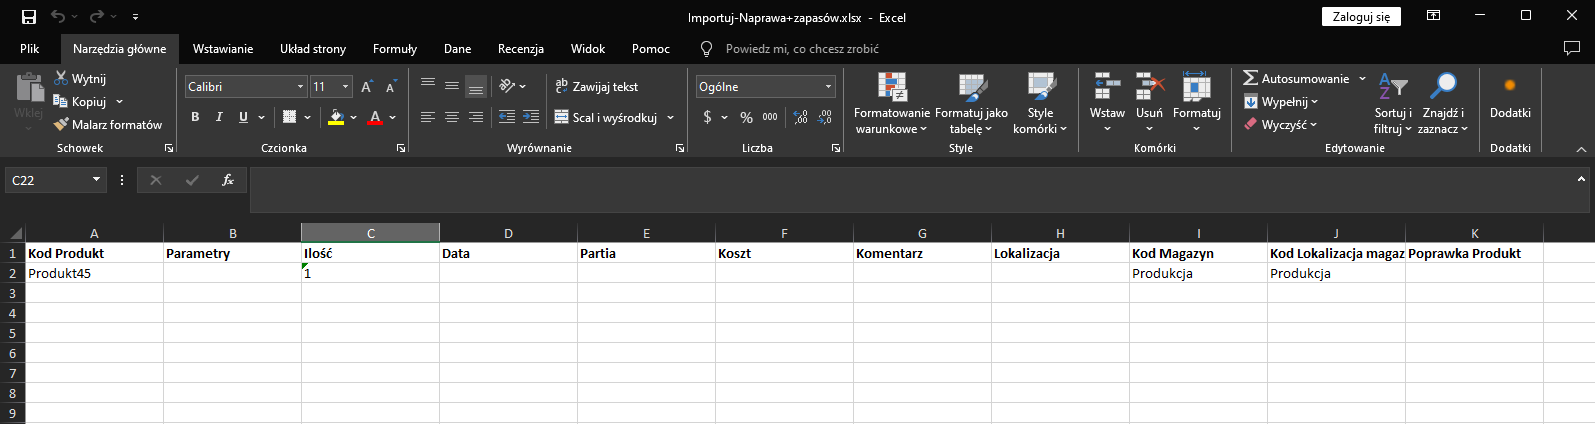 Importuj-Naprawa+zapasów.xlsx - Excel
Zaloguj się
Plik Narzędzia główne Wstawianie Układ strony Formuły Dane Recenzja Widok Pomoc Powiedz mi, co chcesz zrobić
Wklej
Wytnij
Kopiuj
Malarz formatów
Schowek
Calibri 11
B I U A
Czcionka
ab Zawijaj tekst
Scal i wyśrodkuj
Wyrównanie
Ogólne
$ % 000 ,00 ,00
Liczba
Formatowanie warunkowe
Formatuj jako tabelę
Style komórki
Style
Wstaw Usuń Formatuj
Komórki
Autosumowanie
Wypełnij
Wyczyść
Sortuj i filtruj
Znajdź i zaznacz
Edytowanie
Dodatki
Dodatki
C22 fx
A B C D E F G H I J K
1 Kod Produkt Parametry Ilość Data Partia Koszt Komentarz Lokalizacja Kod Magazyn Kod Lokalizacja magaz Poprawka Produkt
2 Produkt45 1 Produkcja Produkcja
3
4
5
6
7
8
9